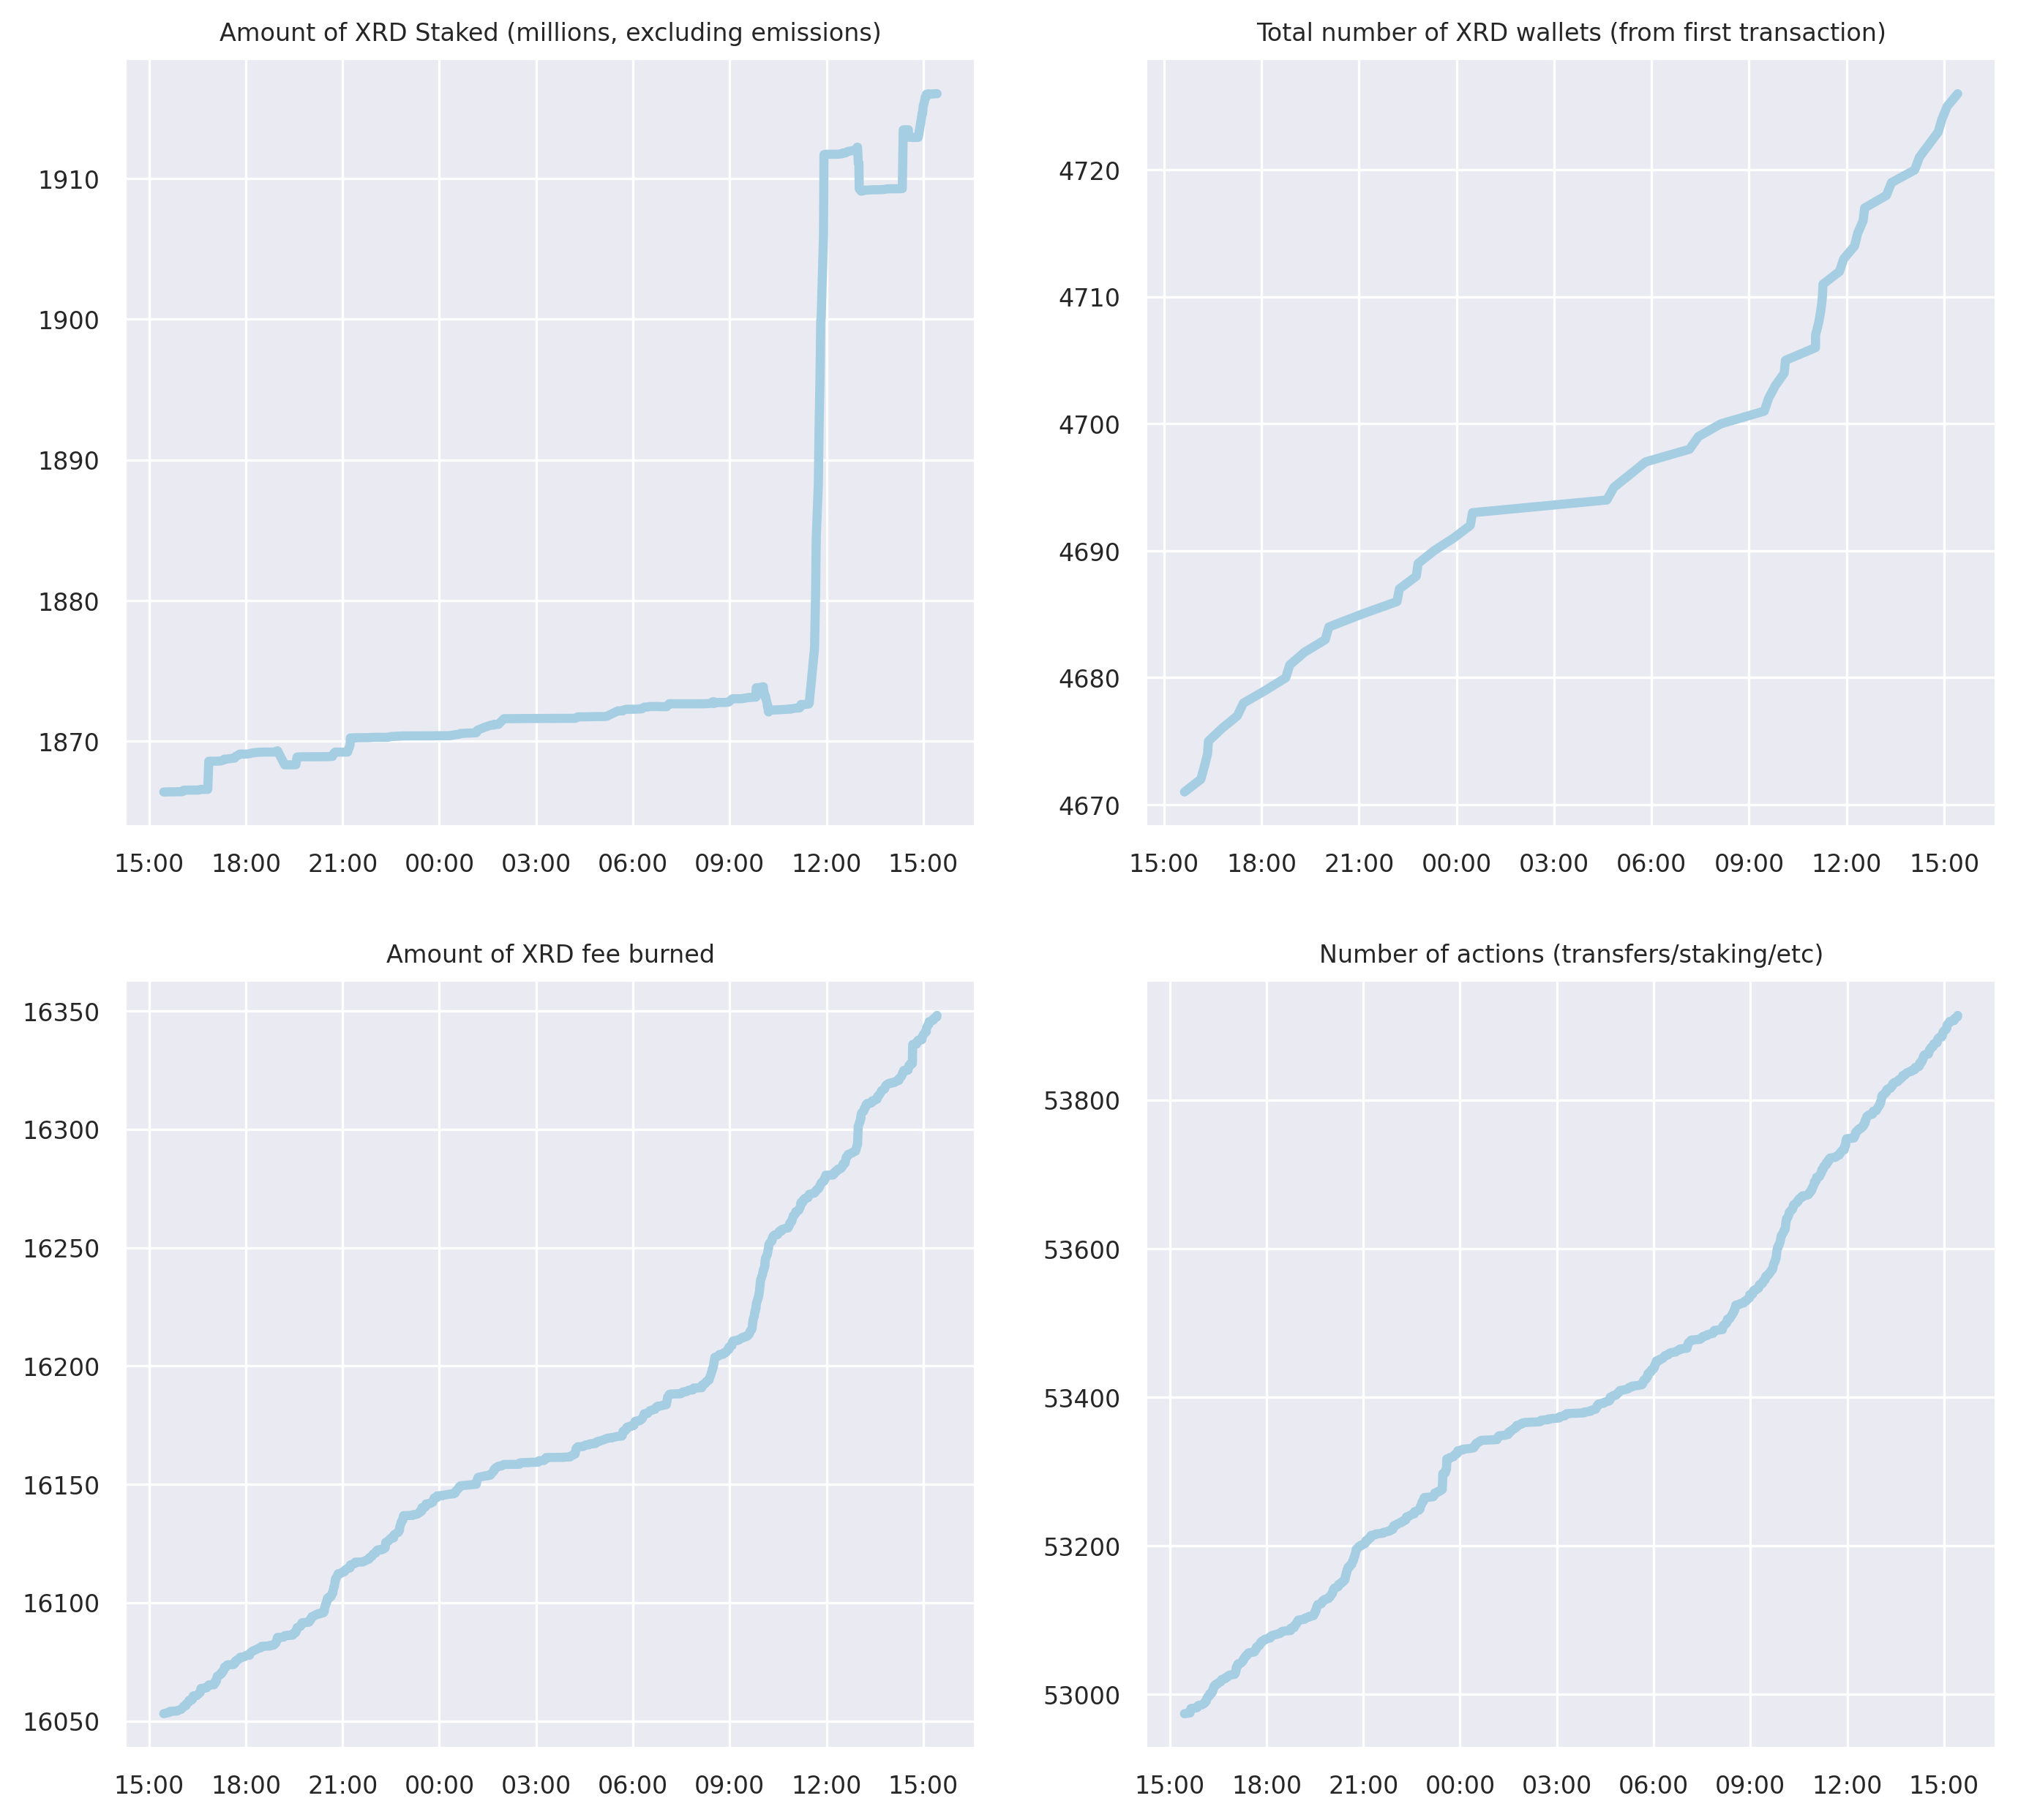 Amount of XRD Staked (millions, excluding emissions)
1910
1900
1890
1880
1870
15:00 18:00 21:00 00:00 03:00 06:00 09:00 12:00 15:00
Total number of XRD wallets (from first transaction)
4720
4710
4700
4690
4680
4670
15:00 18:00 21:00 00:00 03:00 06:00 09:00 12:00 15:00
Amount of XRD fee burned
16350
16300
16250
16200
16150
16100
16050
15:00 18:00 21:00 00:00 03:00 06:00 09:00 12:00 15:00
Number of actions (transfers/staking/etc)
53800
53600
53400
53200
53000
15:00 18:00 21:00 00:00 03:00 06:00 09:00 12:00 15:00